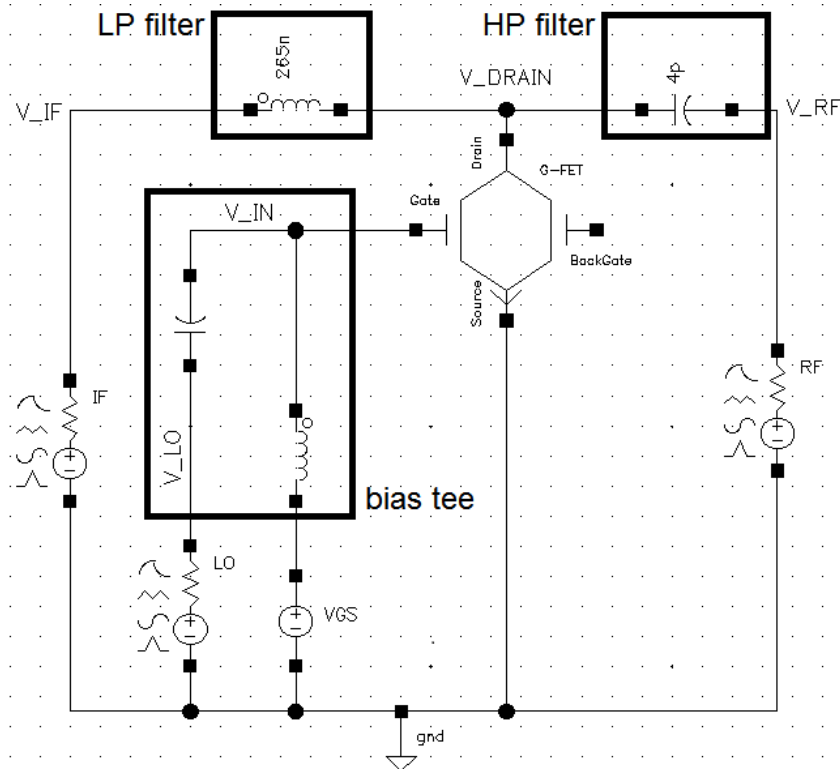 LP filter
HP filter
265n
4p
V_DRAIN
V_IF
V_RF
Drain
G-FET
Gate
V_IN
BackGate
Source
IF
RF
V_LO
bias tee
LO
VGS
gnd